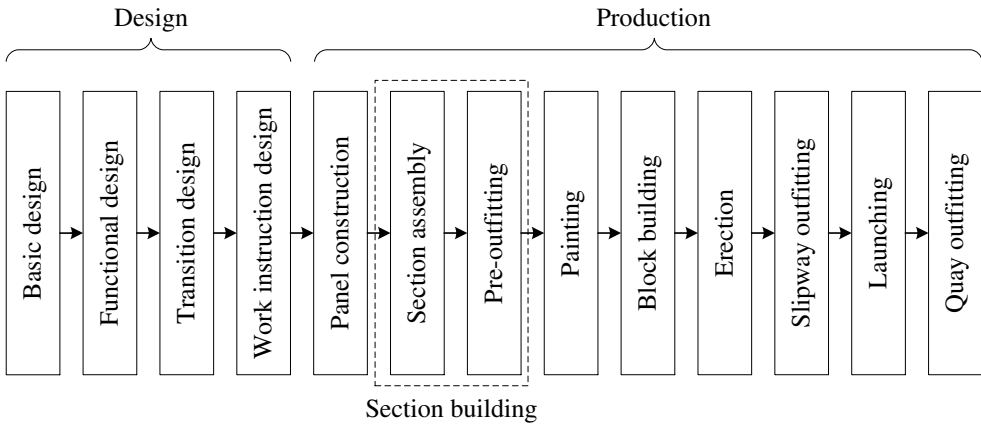 Design
Production
Basic design
Functional design
Transition design
Work instruction design
Panel construction
Section assembly
Pre-outfitting
Painting
Block building
Erection
Slipway outfitting
Launching
Quay outfitting
Section building